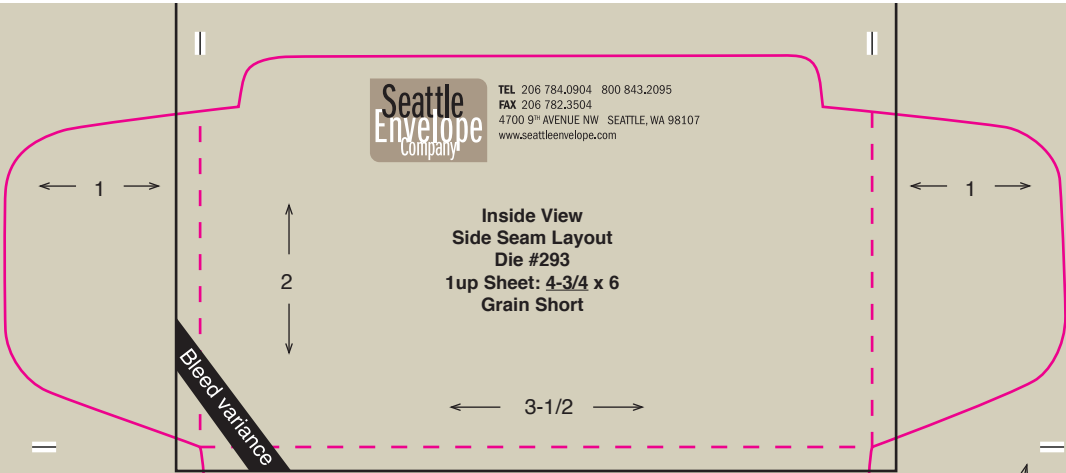 Seattle
Envelope
Company
TEL 206 784.0904 800 843.2095
FAX 206 782.3504
4700 9TH AVENUE NW SEATTLE, WA 98107
www.seattleenvelope.com
1
1
Inside View
Side Seam Layout
Die #293
1up Sheet: 4-3/4 x 6
Grain Short
2
Bleed variance
3-1/2